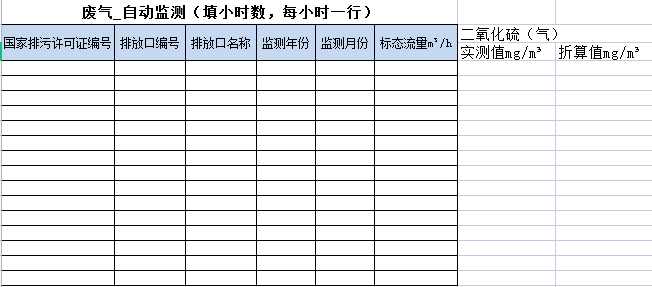 废气_自动监测（填小时数，每小时一行）
国家排污许可证编号 排放口编号 排放口名称 监测年份 监测月份 标态流量m³/h 二氧化硫（气）
实测值mg/m³ 折算值mg/m³